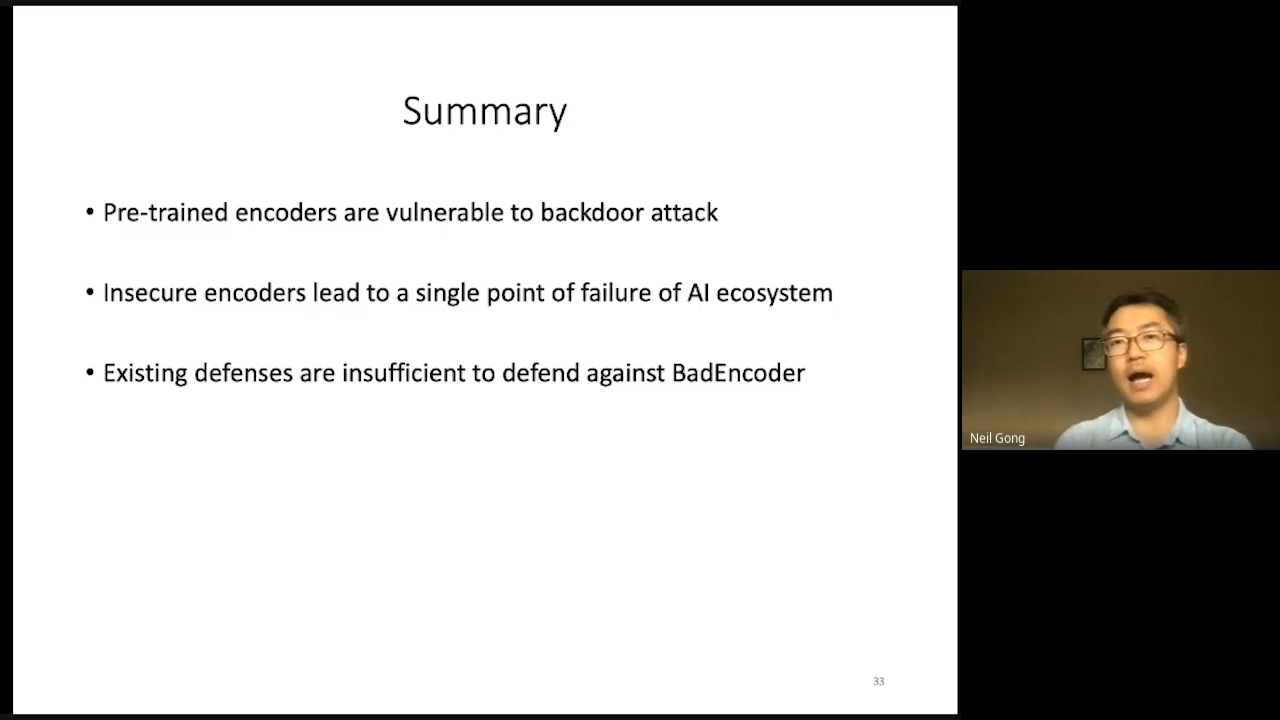 Summary
• Pre-trained encoders are vulnerable to backdoor attack
• Insecure encoders lead to a single point of failure of AI ecosystem
• Existing defenses are insufficient to defend against BadEncoder
33
Neil Gong